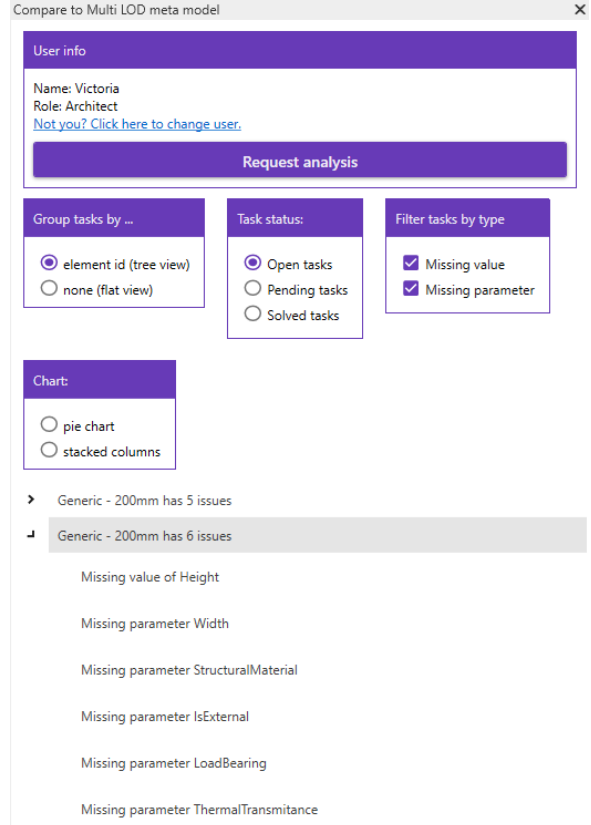 Compare to Multi LOD meta model
User info
Name: Victoria
Role: Architect
Not you? Click here to change user.
Request analysis
Group tasks by ...
element id (tree view)
none (flat view)
Task status:
Open tasks
Pending tasks
Solved tasks
Filter tasks by type
Missing value
Missing parameter
Chart:
pie chart
stacked columns
Generic - 200mm has 5 issues
Generic - 200mm has 6 issues
Missing value of Height
Missing parameter Width
Missing parameter StructuralMaterial
Missing parameter IsExternal
Missing parameter LoadBearing
Missing parameter ThermalTransmitance